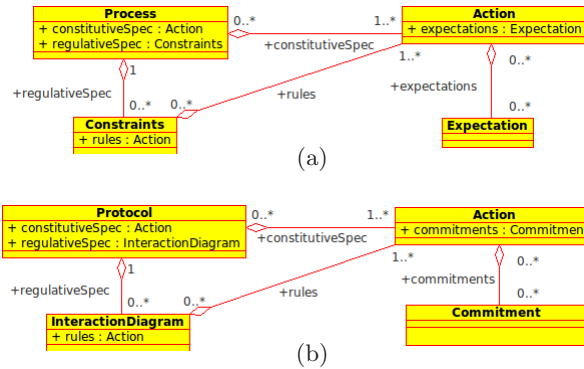 Process
+ constitutiveSpec : Action
+ regulativeSpec : Constraints
0..*
1..*
+constitutiveSpec
Action
+ expectations : Expectation
1
+regulativeSpec
0..*
0..*
+rules
1..*
0..*
+expectations
0..*
Constraints
+ rules : Action
Expectation
(a)
Protocol
+ constitutiveSpec : Action
+ regulativeSpec : InteractionDiagram
0..*
1..*
+constitutiveSpec
Action
+ commitments : Commitment
1
+regulativeSpec
0..*
0..*
+rules
1..*
0..*
+commitments
0..*
InteractionDiagram
+ rules : Action
Commitment
(b)